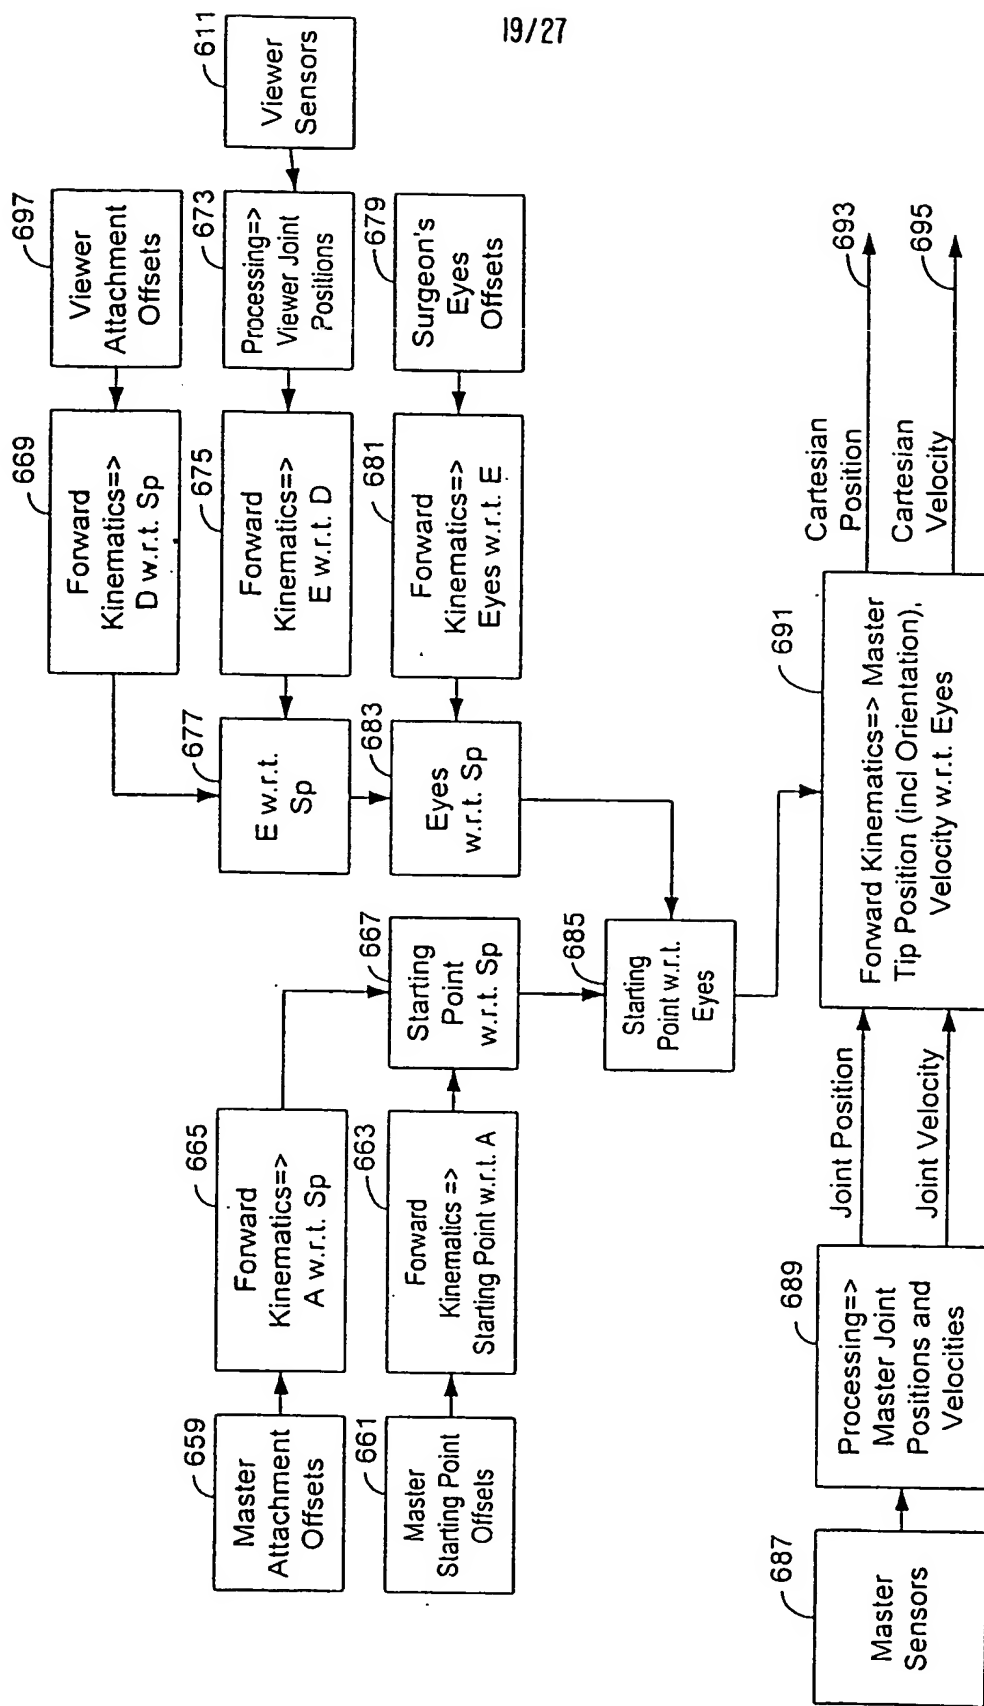 19/27
611
Viewer
Sensors
697
Viewer
Attachment
Offsets
673
Processing=>
Viewer Joint
Positions
679
Surgeon's
Eyes
Offsets
669
Forward
Kinematics=>
D w.r.t. Sp
675
Forward
Kinematics=>
E w.r.t. D
681
Forward
Kinematics=>
Eyes w.r.t. E
677
E w.r.t.
Sp
683
Eyes
w.r.t. Sp
659
Master
Attachment
Offsets
665
Forward
Kinematics=>
A w.r.t. Sp
661
Master
Starting Point
Offsets
663
Forward
Kinematics =>
Starting Point w.r.t. A
667
Starting
Point
w.r.t. Sp
685
Starting
Point w.r.t.
Eyes
687
Master
Sensors
689
Processing=>
Master Joint
Positions and
Velocities
Joint Position
Joint Velocity
691
Forward Kinematics=> Master
Tip Position (incl Orientation),
Velocity w.r.t. Eyes
Cartesian
Position
693
Cartesian
Velocity
695